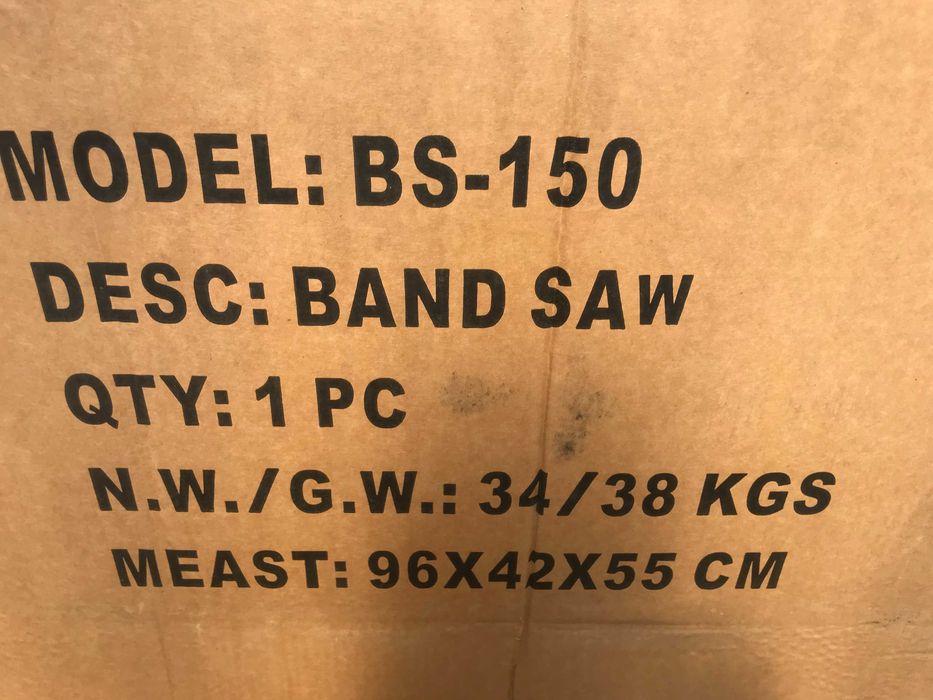 MODEL: BS-150
DESC: BAND SAW
QTY: 1 PC
N.W./G.W.: 34/38 KGS
MEAST: 96X42X55 CM